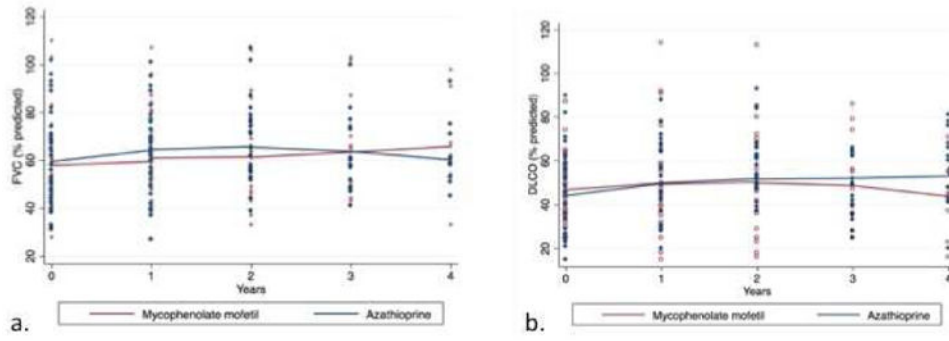 120
100
80
60
40
20
FVC (% predicted)
0 1 2 3 4
Years
Mycophenolate mofetil Azathioprine
a.
120
100
80
60
40
20
DLCO (% predicted)
0 1 2 3 4
Years
Mycophenolate mofetil Azathioprine
b.